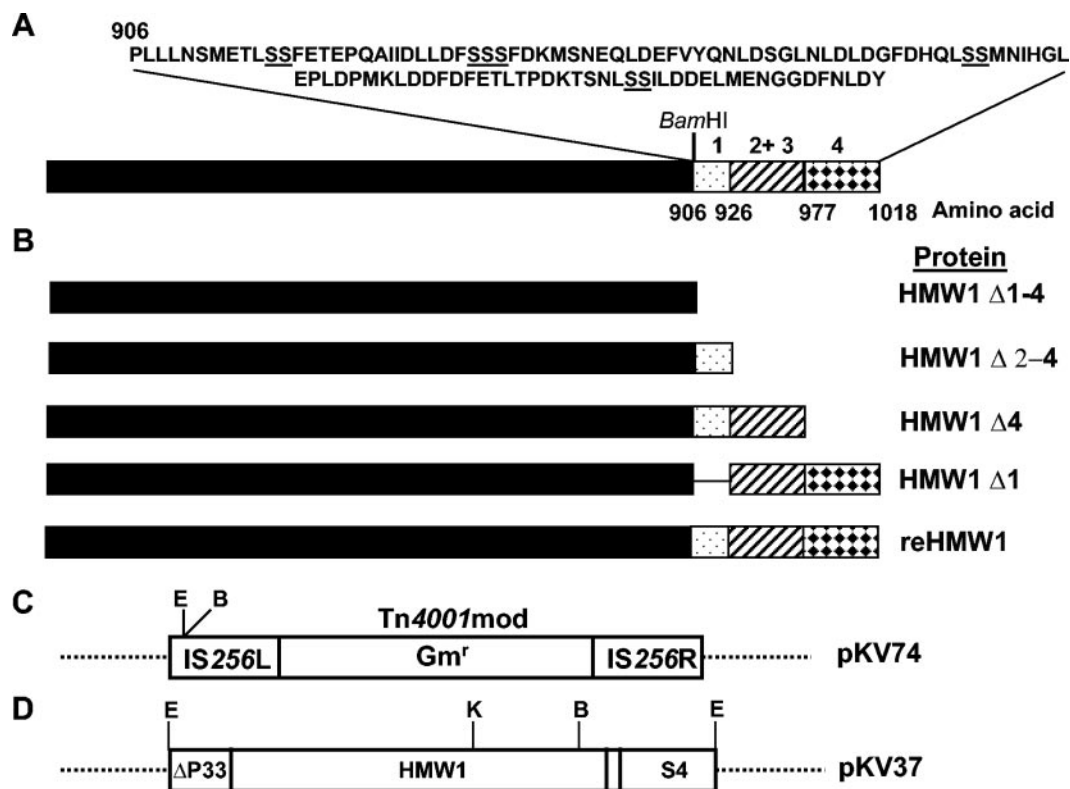 A
906
PLLLNSMETLSSFETEPQAIIDLLDFSSSFDKMSNEQLDEFVYQNLDSGLNLDLDGFDHQLSSMNIHGL
EPLDPMKLDDFDFETLTPDKTSNLSSILDDELMENGGDFNLDY
BamHI
1 2+ 3 4
906 926 977 1018 Amino acid
B
Protein
HMW1 Δ1-4
HMW1 Δ 2–4
HMW1 Δ4
HMW1 Δ1
reHMW1
C
E B
Tn4001mod
IS256L Gmr IS256R pKV74
D
E K B E
ΔP33 HMW1 S4 pKV37